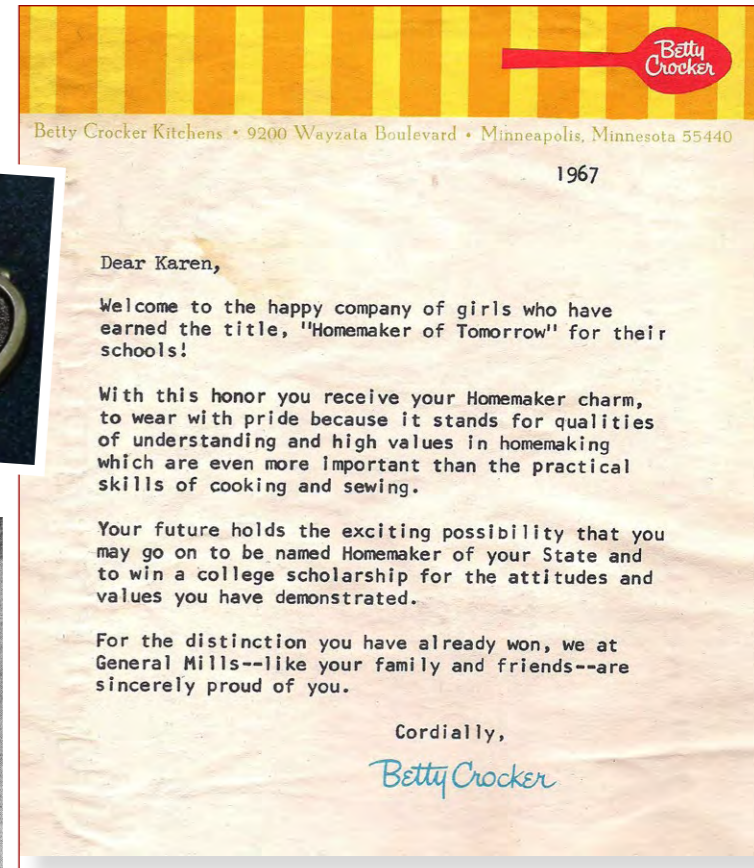 Betty
Crocker
Betty Crocker Kitchens • 9200 Wayzata Boulevard • Minneapolis, Minnesota 55440
1967
Dear Karen,
Welcome to the happy company of girls who have
earned the title, "Homemaker of Tomorrow" for their
schools!
With this honor you receive your Homemaker charm,
to wear with pride because it stands for qualities
of understanding and high values in homemaking
which are even more important than the practical
skills of cooking and sewing.
Your future holds the exciting possibility that you
may go on to be named Homemaker of your State and
to win a college scholarship for the attitudes and
values you have demonstrated.
For the distinction you have already won, we at
General Mills--like your family and friends--are
sincerely proud of you.
Cordially,
Betty Crocker